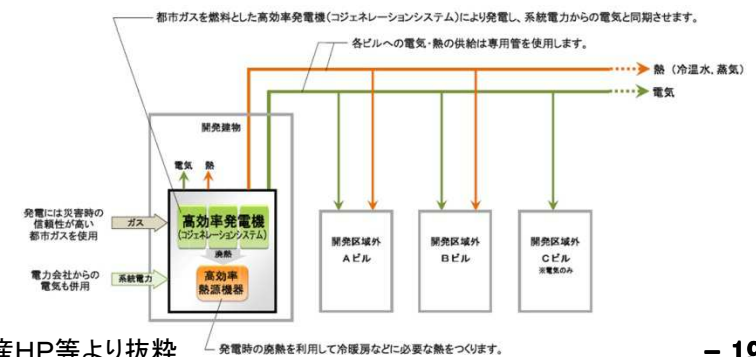 都市ガスを燃料とした高効率発電機(コジェネレーションシステム)により発電し、系統電力からの電気と同期させます。
各ビルへの電気・熱の供給は専用管を使用します。
熱 (冷温水、蒸気)
電気
開発建物
電気 熱
発電には災害時の
信頼性が高い
都市ガスを使用
ガス
高効率発電機
(コジェネレーションシステム)
廃熱
高効率
熱源機器
電力会社からの
電気も併用
系統電力
開発区域外
Aビル
開発区域外
Bビル
開発区域外
Cビル
※電気のみ
発電時の廃熱を利用して冷暖房などに必要な熱をつくります。
産HP等より抜粋